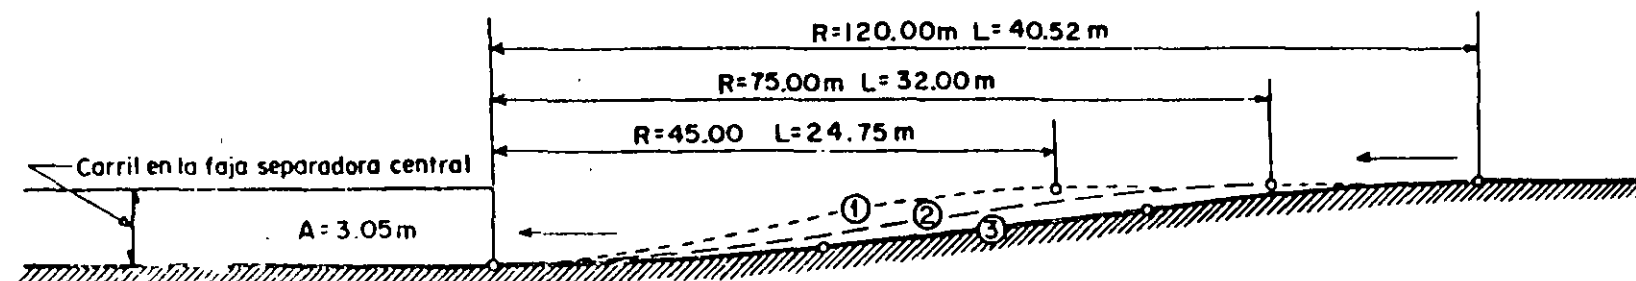 R=120.00m L=40.52 m
R=75.00m L=32.00m
R=45.00 L=24.75 m
Carril en la faja separadora central
A=3.05m
①
②
③